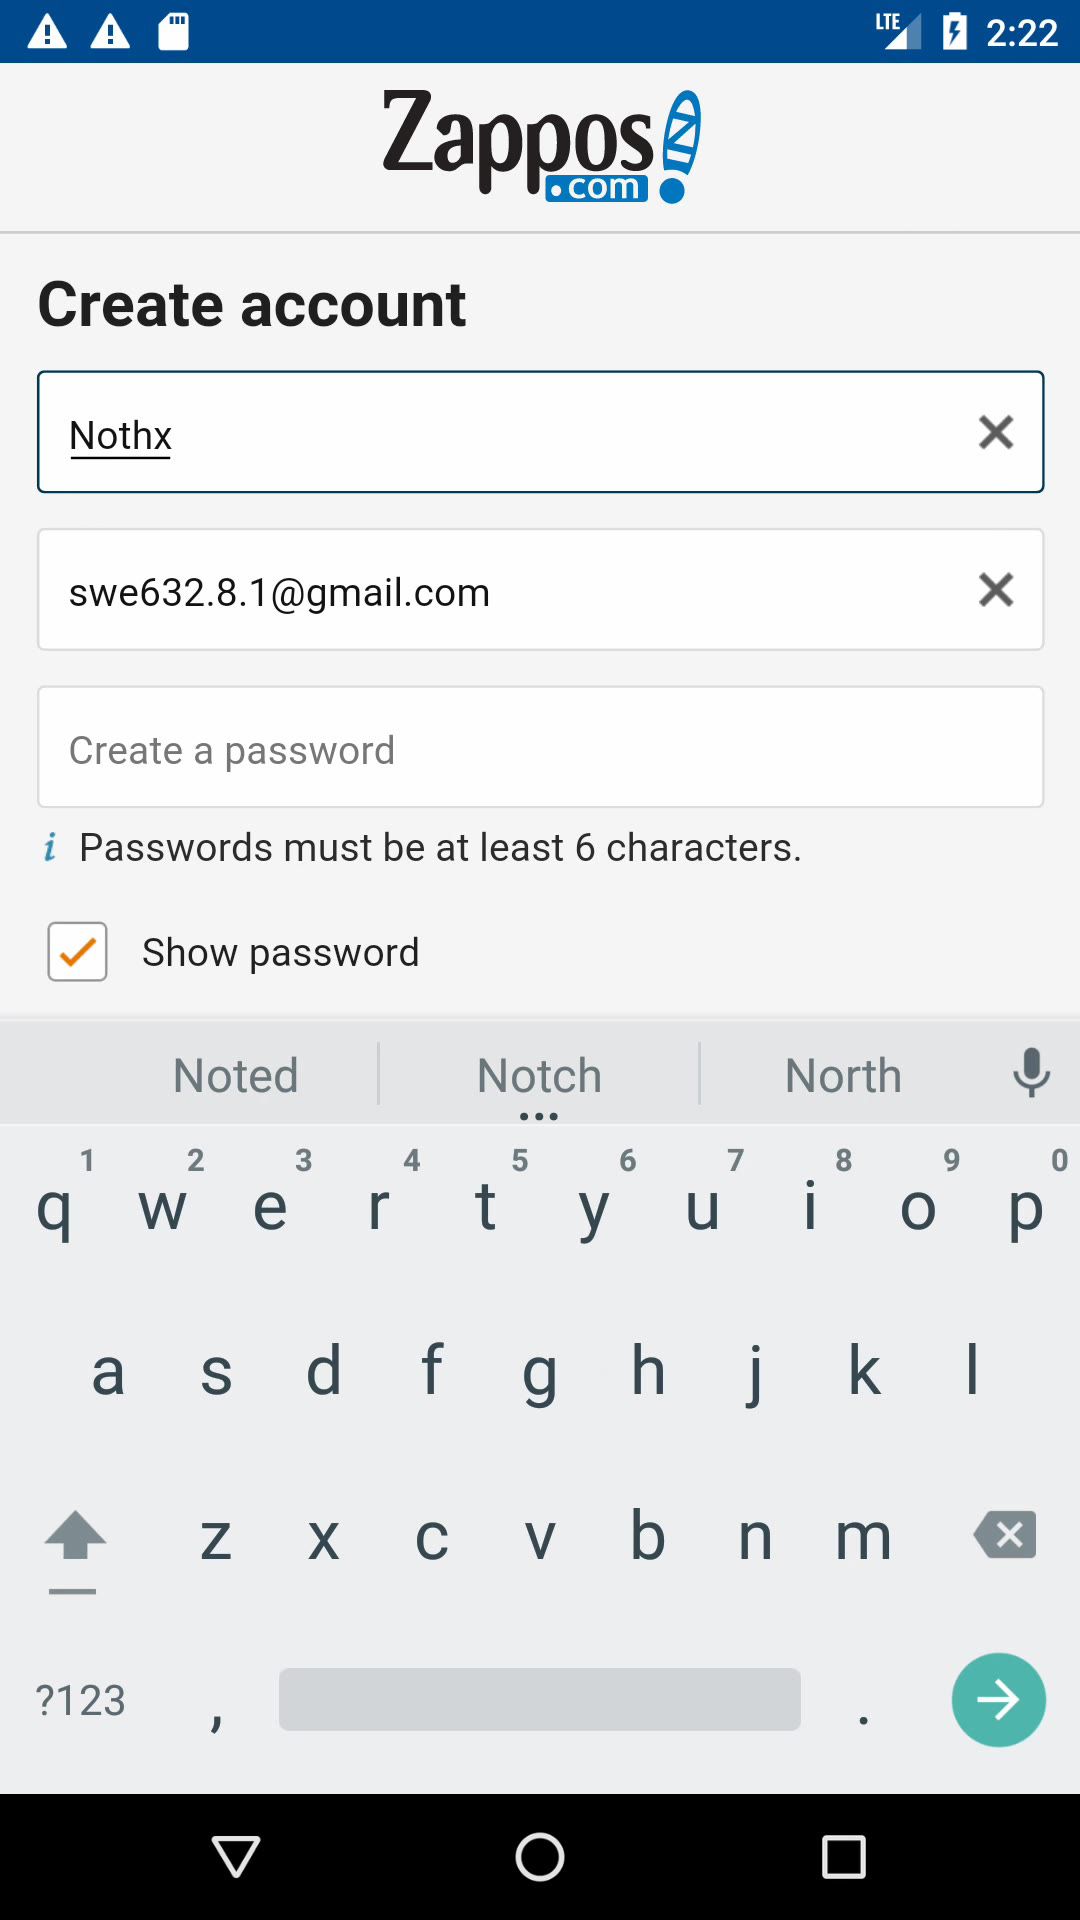 LTE 2:22
Zappos
.com
Create account
Nothx
swe632.8.1@gmail.com
Create a password
i Passwords must be at least 6 characters.
Show password
Noted Notch North
1 2 3 4 5 6 7 8 9 0
q w e r t y u i o p
a s d f g h j k l
z x c v b n m
?123 , .